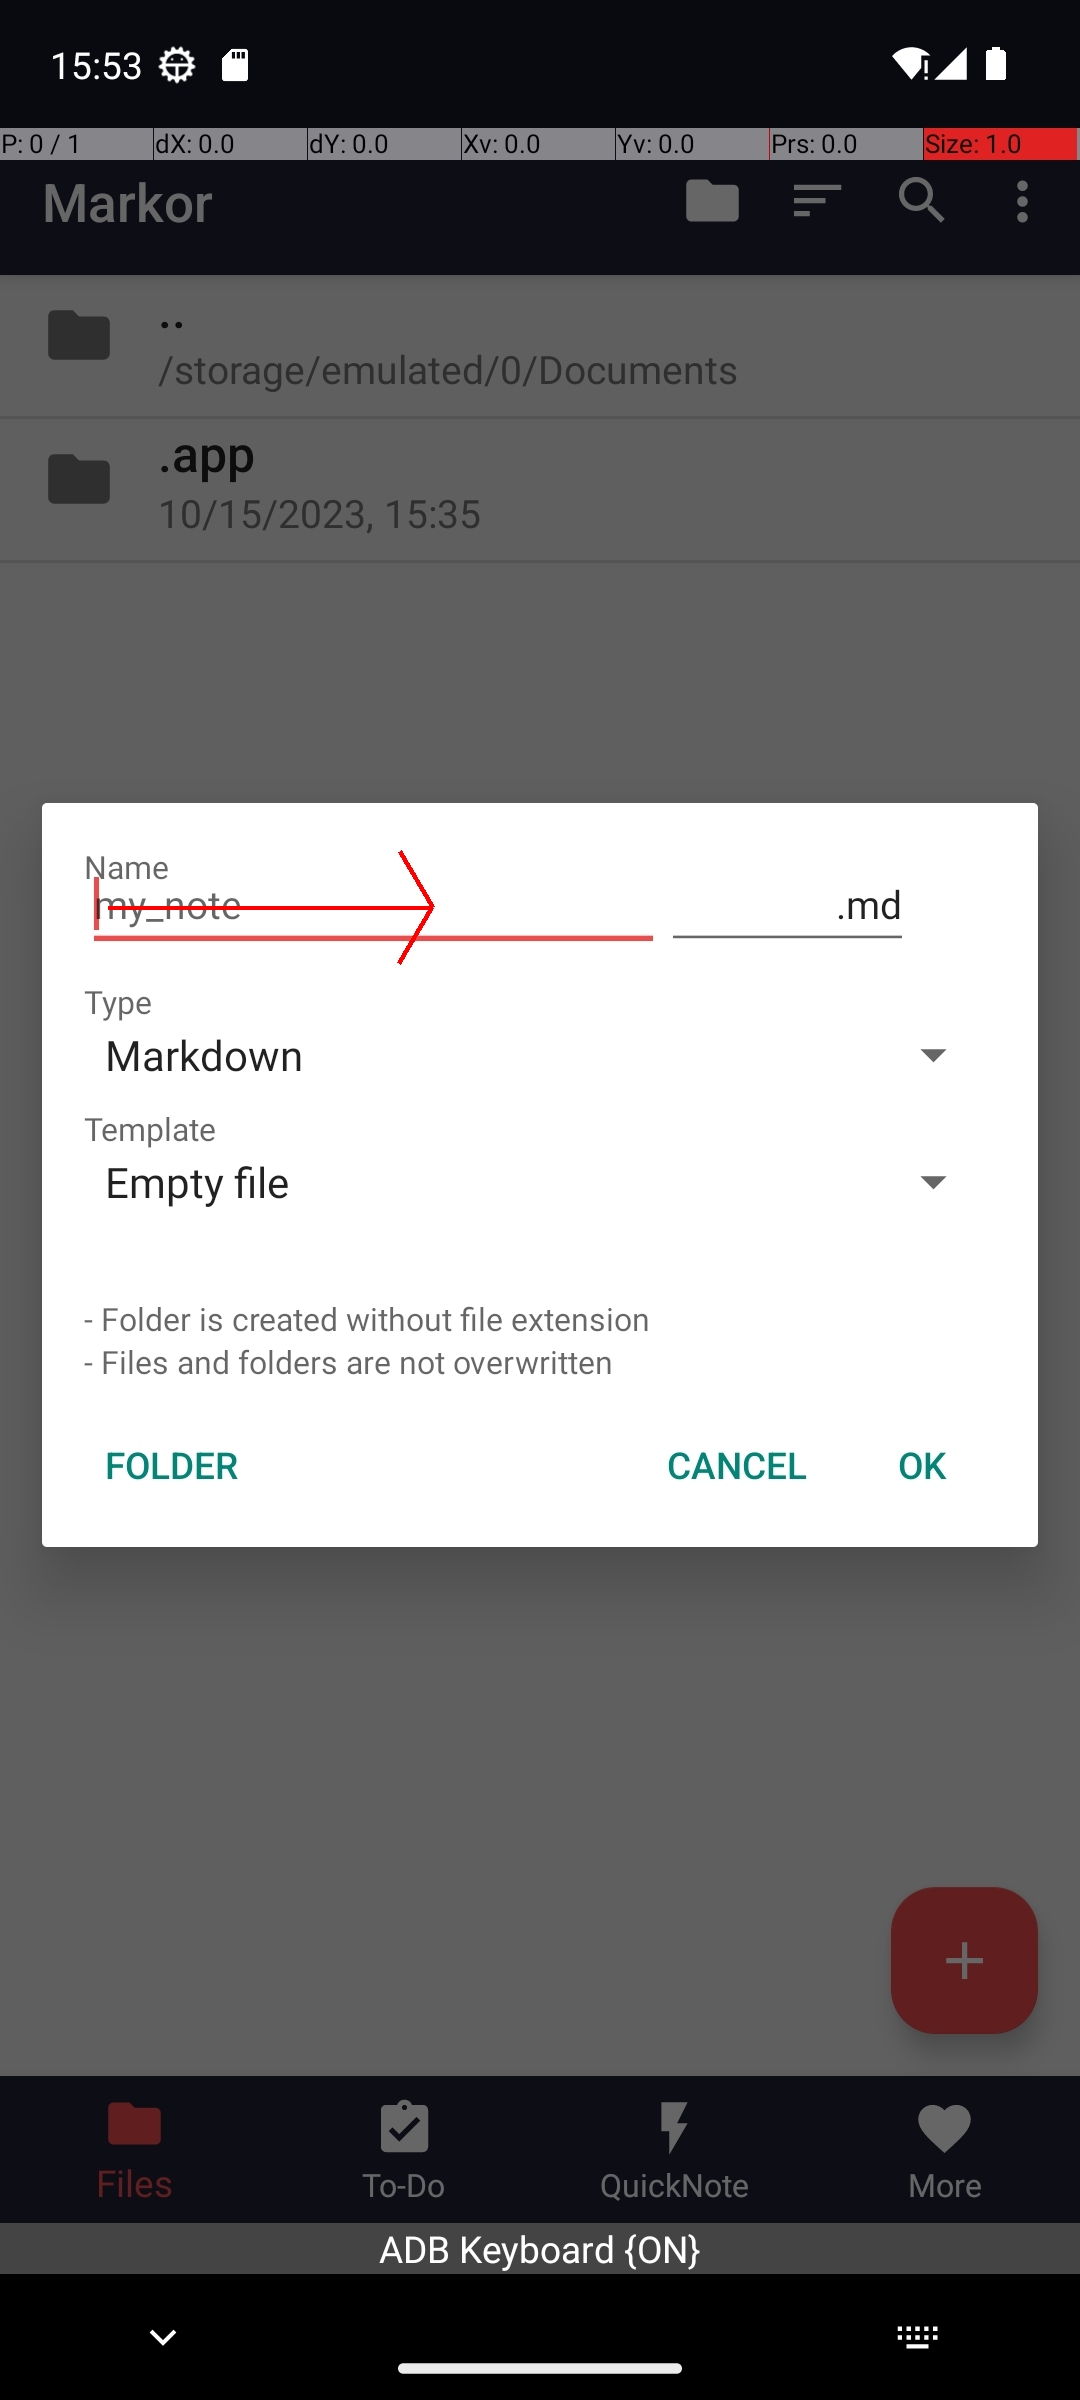 15:53
P: 0 / 1 dX: 0.0 dY: 0.0 Xv: 0.0 Yv: 0.0 Prs: 0.0 Size: 1.0
Markor
..
/storage/emulated/0/Documents
.app
10/15/2023, 15:35
Name
my_note .md
Type
Markdown
Template
Empty file
- Folder is created without file extension
- Files and folders are not overwritten
FOLDER CANCEL OK
Files To-Do QuickNote More
ADB Keyboard {ON}